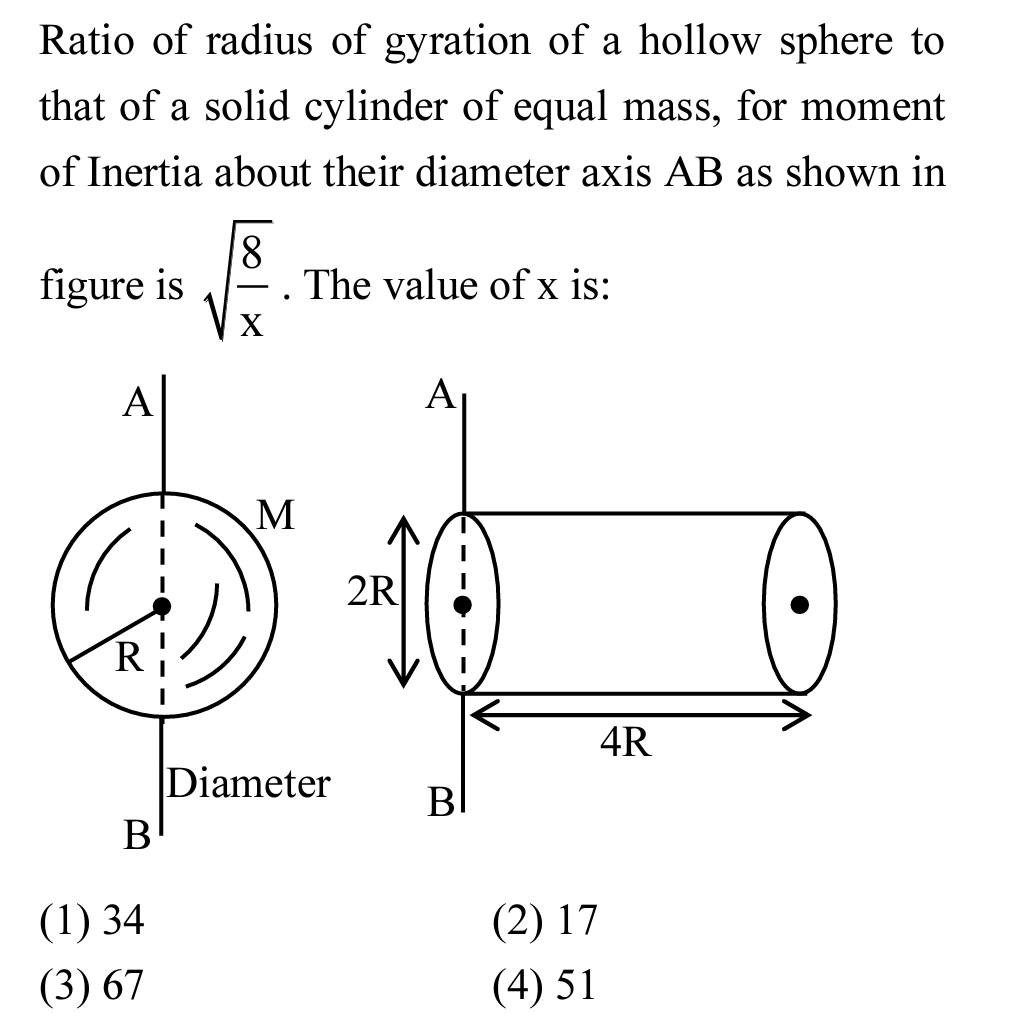 Ratio of radius of gyration of a hollow sphere to
that of a solid cylinder of equal mass, for moment
of Inertia about their diameter axis AB as shown in
figure is √(8/x) . The value of x is:
A
A
M
2R
R
4R
Diameter
B
B
(1) 34
(2) 17
(3) 67
(4) 51